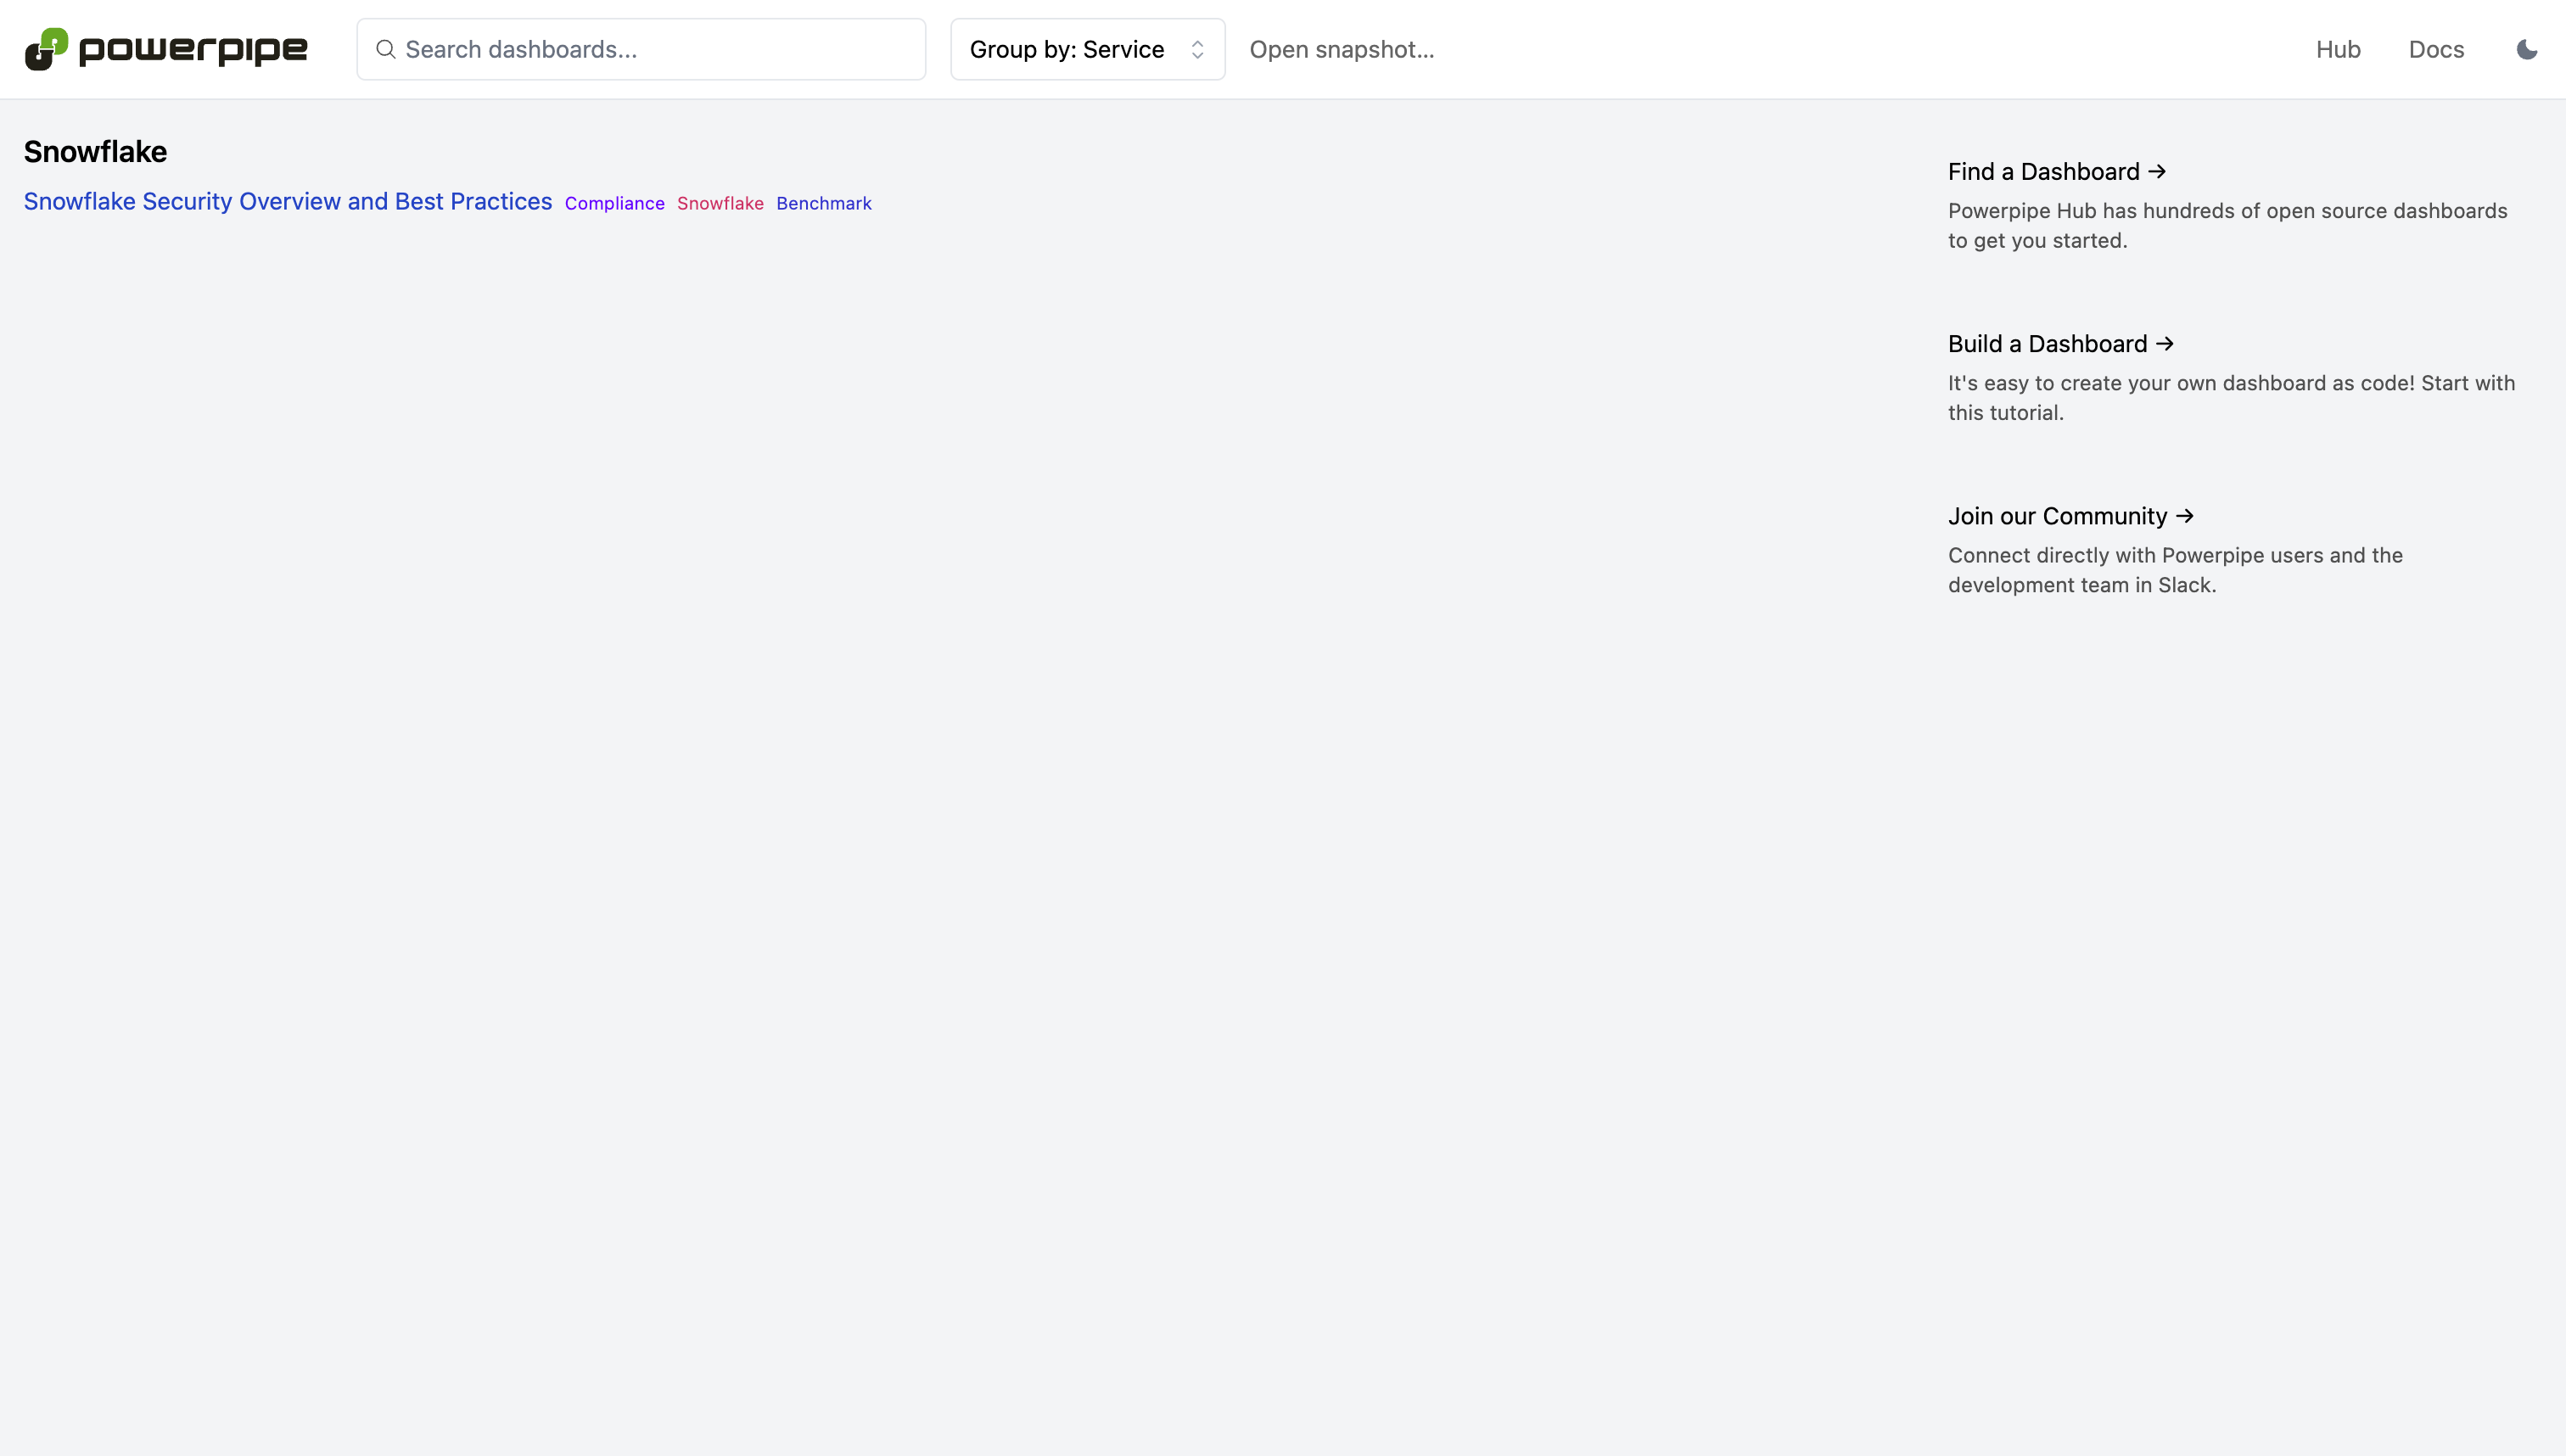 powerpipe
Search dashboards...
Group by: Service
Open snapshot...
Hub
Docs
Snowflake
Snowflake Security Overview and Best Practices Compliance Snowflake Benchmark
Find a Dashboard →
Powerpipe Hub has hundreds of open source dashboards
to get you started.
Build a Dashboard →
It's easy to create your own dashboard as code! Start with
this tutorial.
Join our Community →
Connect directly with Powerpipe users and the
development team in Slack.